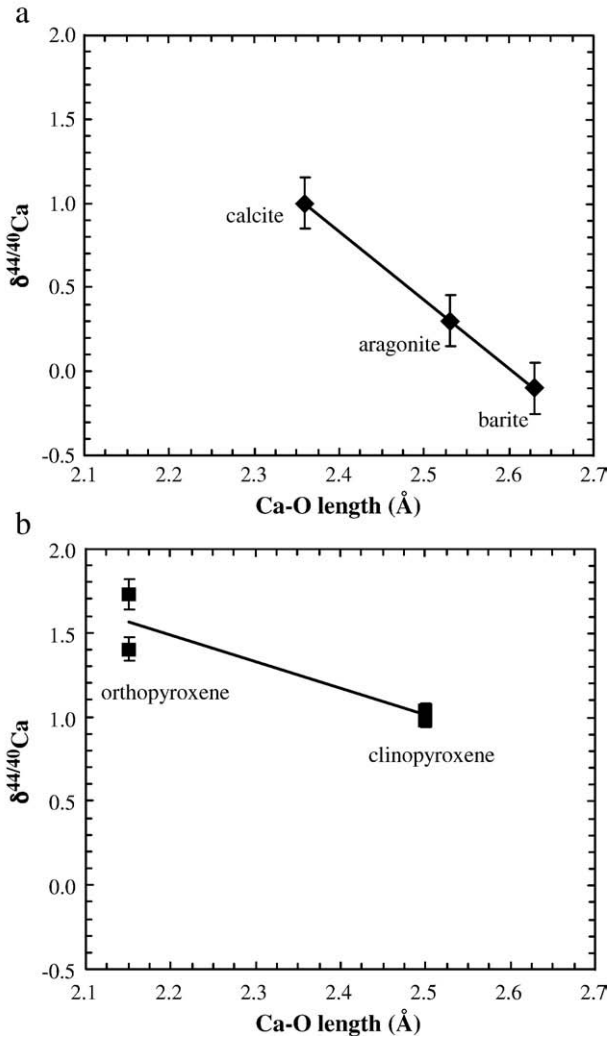 a
2.0
1.5
1.0
0.5
0.0
-0.5
δ44/40Ca
calcite
aragonite
barite
2.1 2.2 2.3 2.4 2.5 2.6 2.7
Ca-O length (Å)
b
2.0
1.5
1.0
0.5
0.0
-0.5
δ44/40Ca
orthopyroxene
clinopyroxene
2.1 2.2 2.3 2.4 2.5 2.6 2.7
Ca-O length (Å)